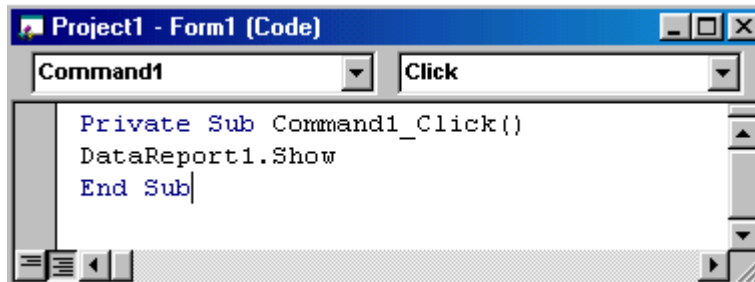 Project1 - Form1 (Code)
Command1 Click
Private Sub Command1_Click()
DataReport1.Show
End Sub